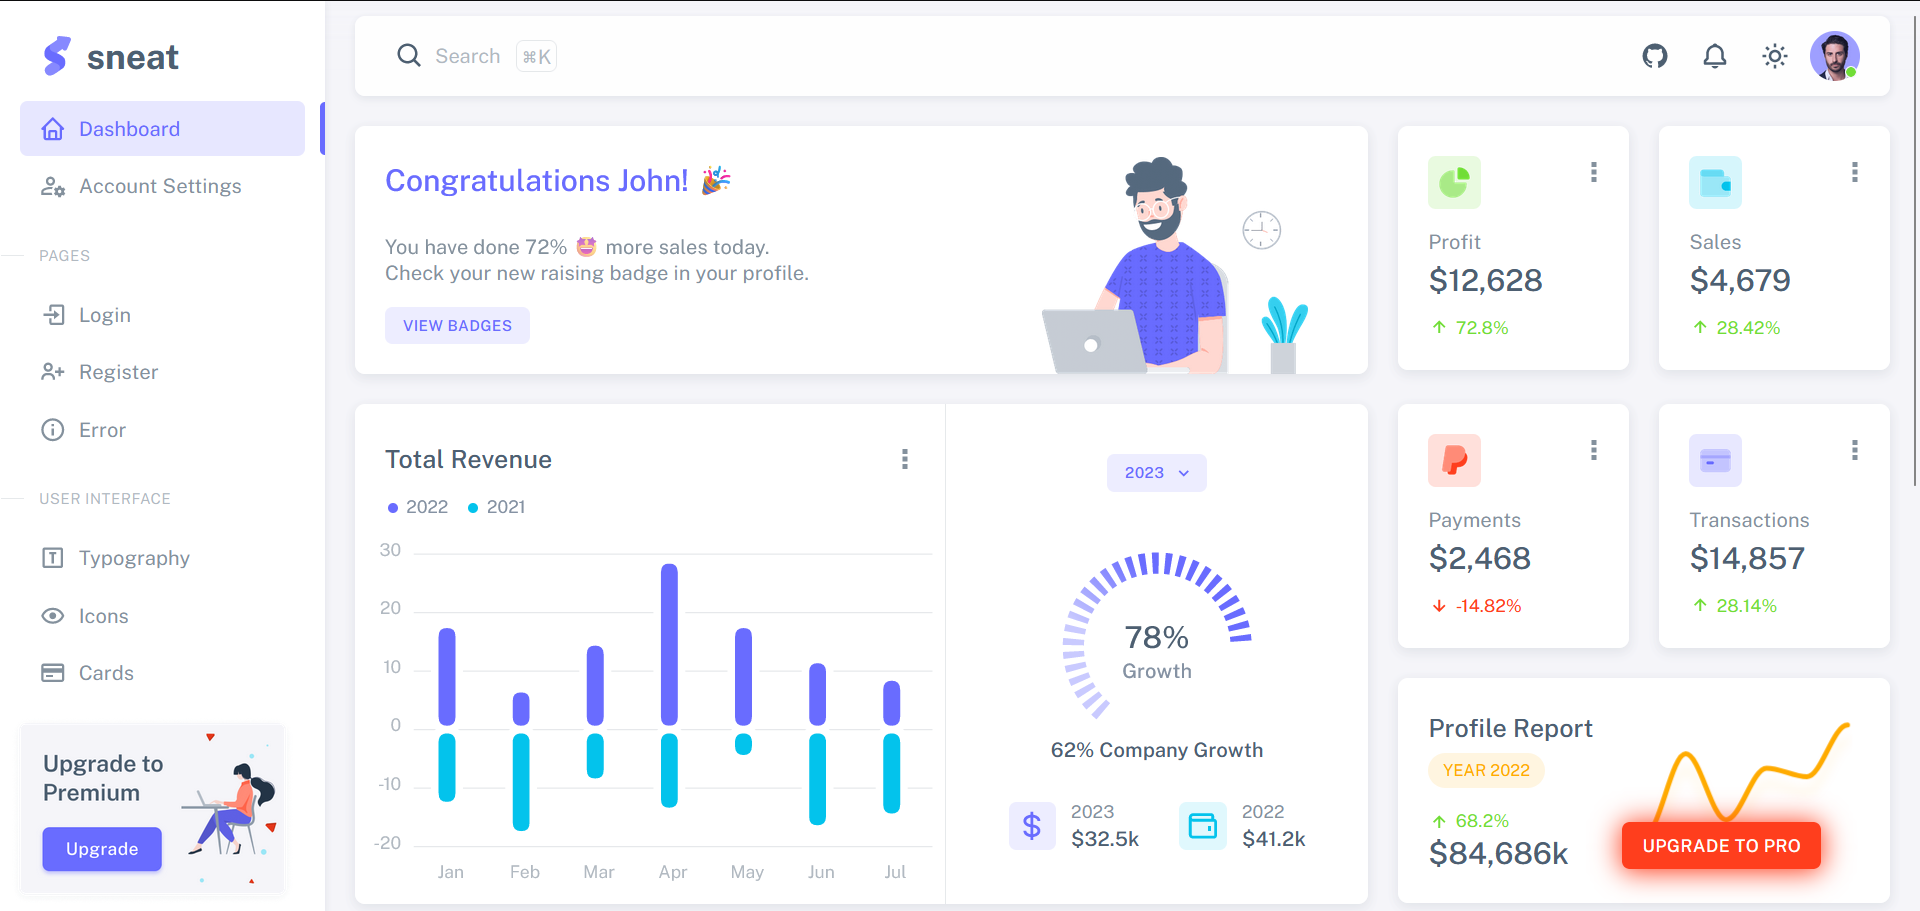 sneat
Dashboard
Account Settings
PAGES
Login
Register
Error
USER INTERFACE
Typography
Icons
Cards
Upgrade to
Premium
Upgrade
Search ⌘K
Congratulations John! 🎉
You have done 72% 🤩 more sales today.
Check your new raising badge in your profile.
VIEW BADGES
Profit
$12,628
72.8%
Sales
$4,679
28.42%
Total Revenue
2022 2021
30
20
10
0
-10
-20
Jan Feb Mar Apr May Jun Jul
2023
78%
Growth
62% Company Growth
2023
$32.5k
2022
$41.2k
Payments
$2,468
-14.82%
Transactions
$14,857
28.14%
Profile Report
YEAR 2022
68.2%
$84,686k
UPGRADE TO PRO